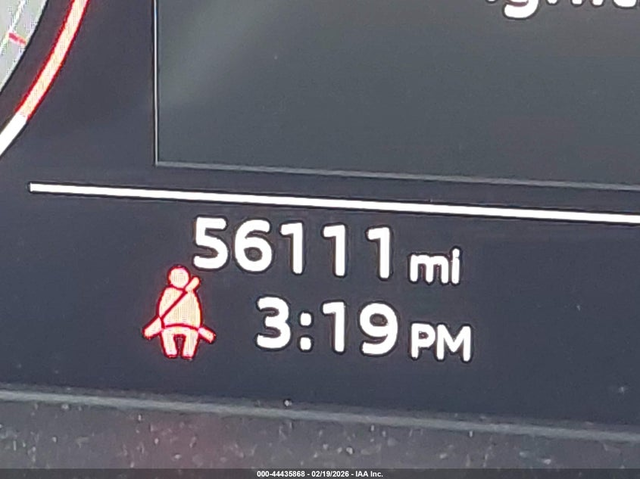 56111 mi
3:19 PM
000-44435868 - 02/19/2026 - IAA Inc.